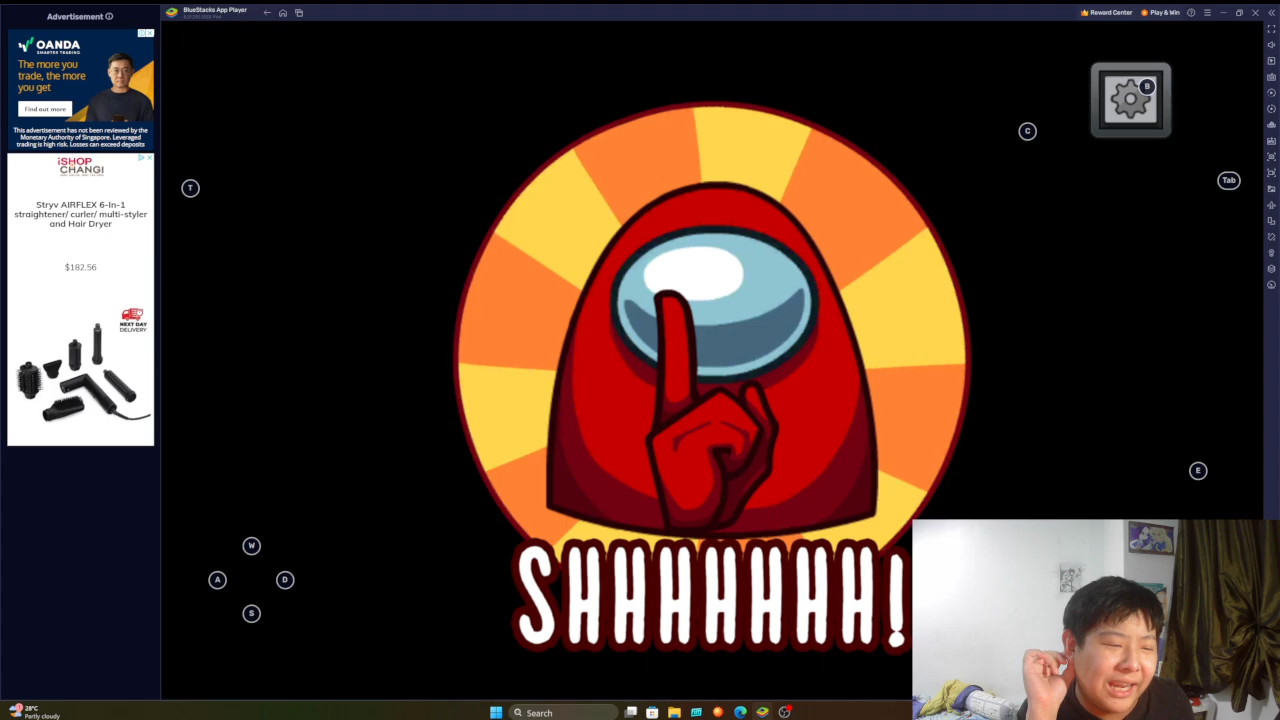 Advertisement
OANDA
SMARTER TRADING
The more you
trade, the more
you get
Find out more
This advertisement has not been reviewed by the
Monetary Authority of Singapore. Leveraged
trading is high risk. Losses can exceed deposits
iSHOP
CHANGI
Stryv AIRFLEX 6-In-1
straightener/ curler/ multi-styler
and Hair Dryer
$182.56
NEXT DAY
DELIVERY
BlueStacks App Player
Reward Center
Play & Win
B
C
T
Tab
E
W
A
D
S
SHHHHHHH!
28°C
Partly cloudy
Search